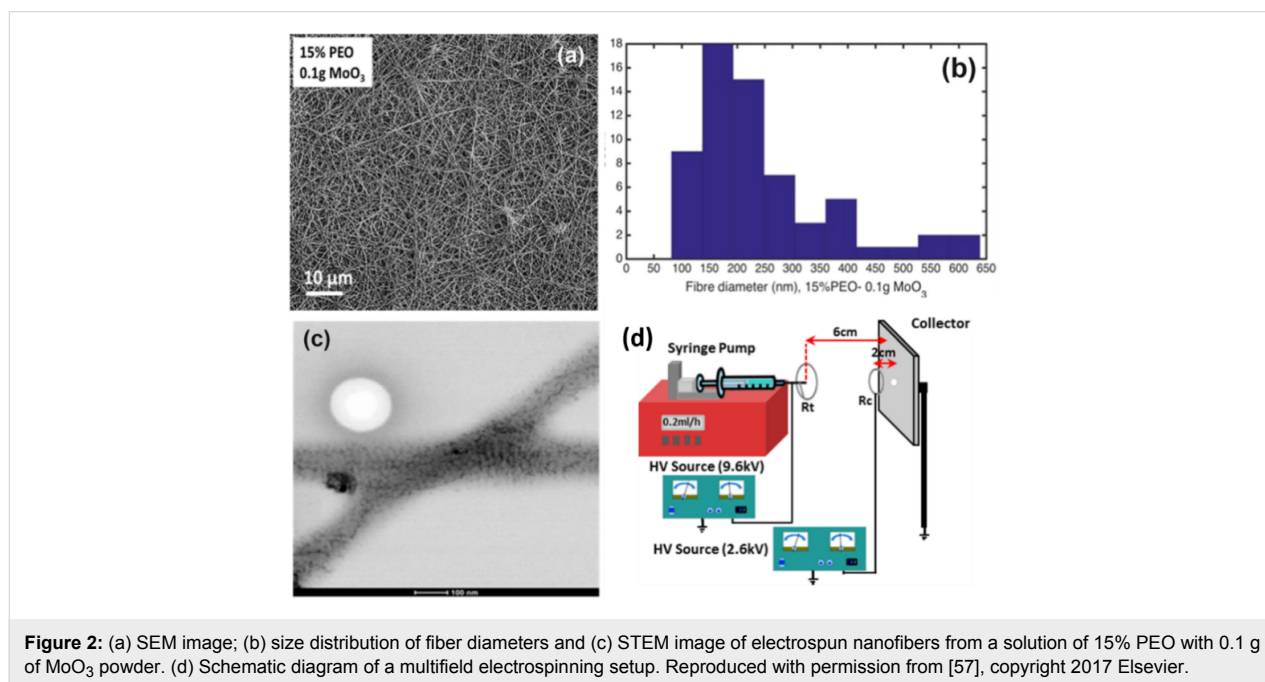 15% PEO
0.1g MoO₃
(a)
10 µm
(b)
18
16
14
12
10
8
6
4
2
0
0 50 100 150 200 250 300 350 400 450 500 550 600 650
Fibre diameter (nm), 15%PEO- 0.1g MoO₃
(c)
100 nm
(d)
Collector
6cm
2cm
Syringe Pump
Rt
Rc
0.2ml/h
HV Source (9.6kV)
HV Source (2.6kV)
Figure 2: (a) SEM image; (b) size distribution of fiber diameters and (c) STEM image of electrospun nanofibers from a solution of 15% PEO with 0.1 g
of MoO₃ powder. (d) Schematic diagram of a multifield electrospinning setup. Reproduced with permission from [57], copyright 2017 Elsevier.